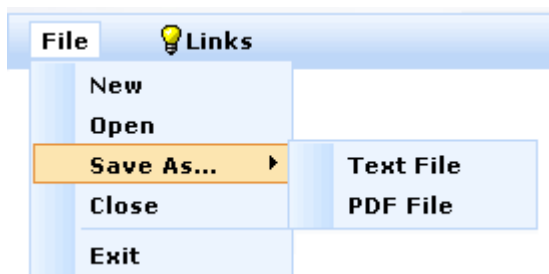 File Links
New
Open
Save As...
Text File
Close
PDF File
Exit